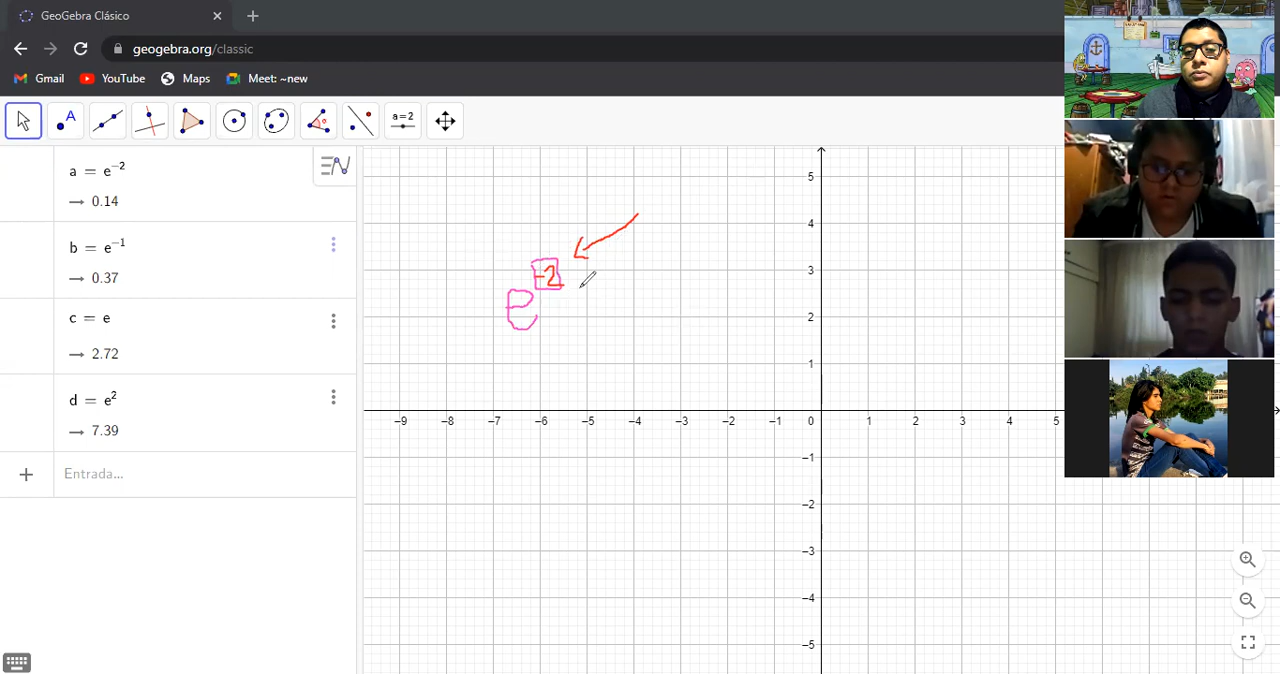 GeoGebra Clásico
geogebra.org/classic
Gmail YouTube Maps Meet: ~new
A a=2
a = e⁻²
→ 0.14
b = e⁻¹
→ 0.37
c = e
→ 2.72
d = e²
→ 7.39
Entrada...
e⁻²
5
4
3
2
1
-9 -8 -7 -6 -5 -4 -3 -2 -1 0 1 2 3 4 5
-1
-2
-3
-4
-5